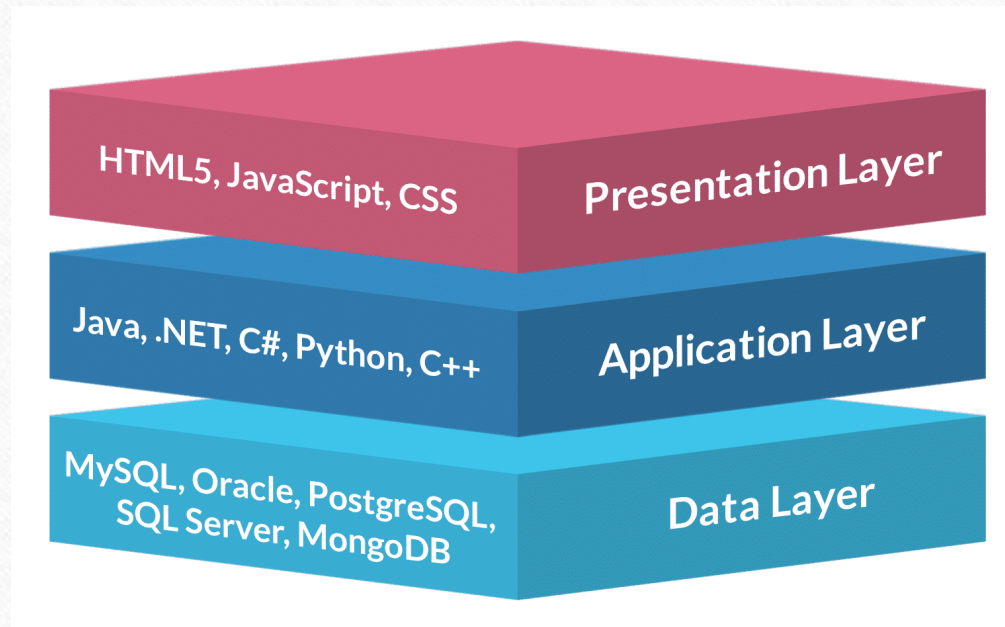 HTML5, JavaScript, CSS
Presentation Layer
Java, .NET, C#, Python, C++
Application Layer
MySQL, Oracle, PostgreSQL,
SQL Server, MongoDB
Data Layer